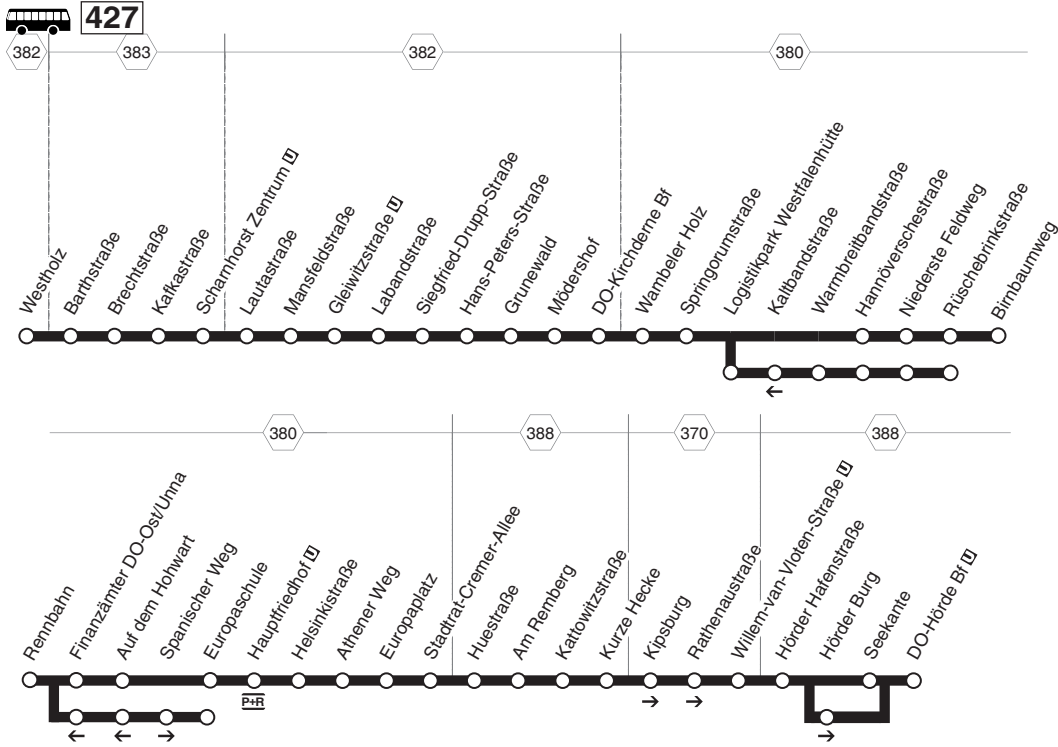 427
382 383 382 380
Westholz
Barthstraße
Brechtstraße
Kafkastraße
Scharnhorst Zentrum U
Lautastraße
Mansfeldstraße
Gleiwitzstraße U
Labandstraße
Siegfried-Drupp-Straße
Hans-Peters-Straße
Grunewald
Mödershof
DO-Kirchderne Bf
Wambeler Holz
Springorumstraße
Logistikpark Westfalenhütte
Kaltbandstraße
Warmbreitbandstraße
Hannöverschestraße
Niederste Feldweg
Rüschebrinkstraße
Birnbaumweg
380 388 370 388
Rennbahn
Finanzämter DO-Ost/Unna
Auf dem Hohwart
Spanischer Weg
Europaschule
Hauptfriedhof U
Helsinkistraße
Athener Weg
Europaplatz
Stadtrat-Cremer-Allee
Huestraße
Am Remberg
Kattowitzstraße
Kurze Hecke
Kipsburg
Rathenaustraße
Willem-van-Vloten-Straße U
Hörder Hafenstraße
Hörder Burg
Seekante
DO-Hörde Bf U
P+R